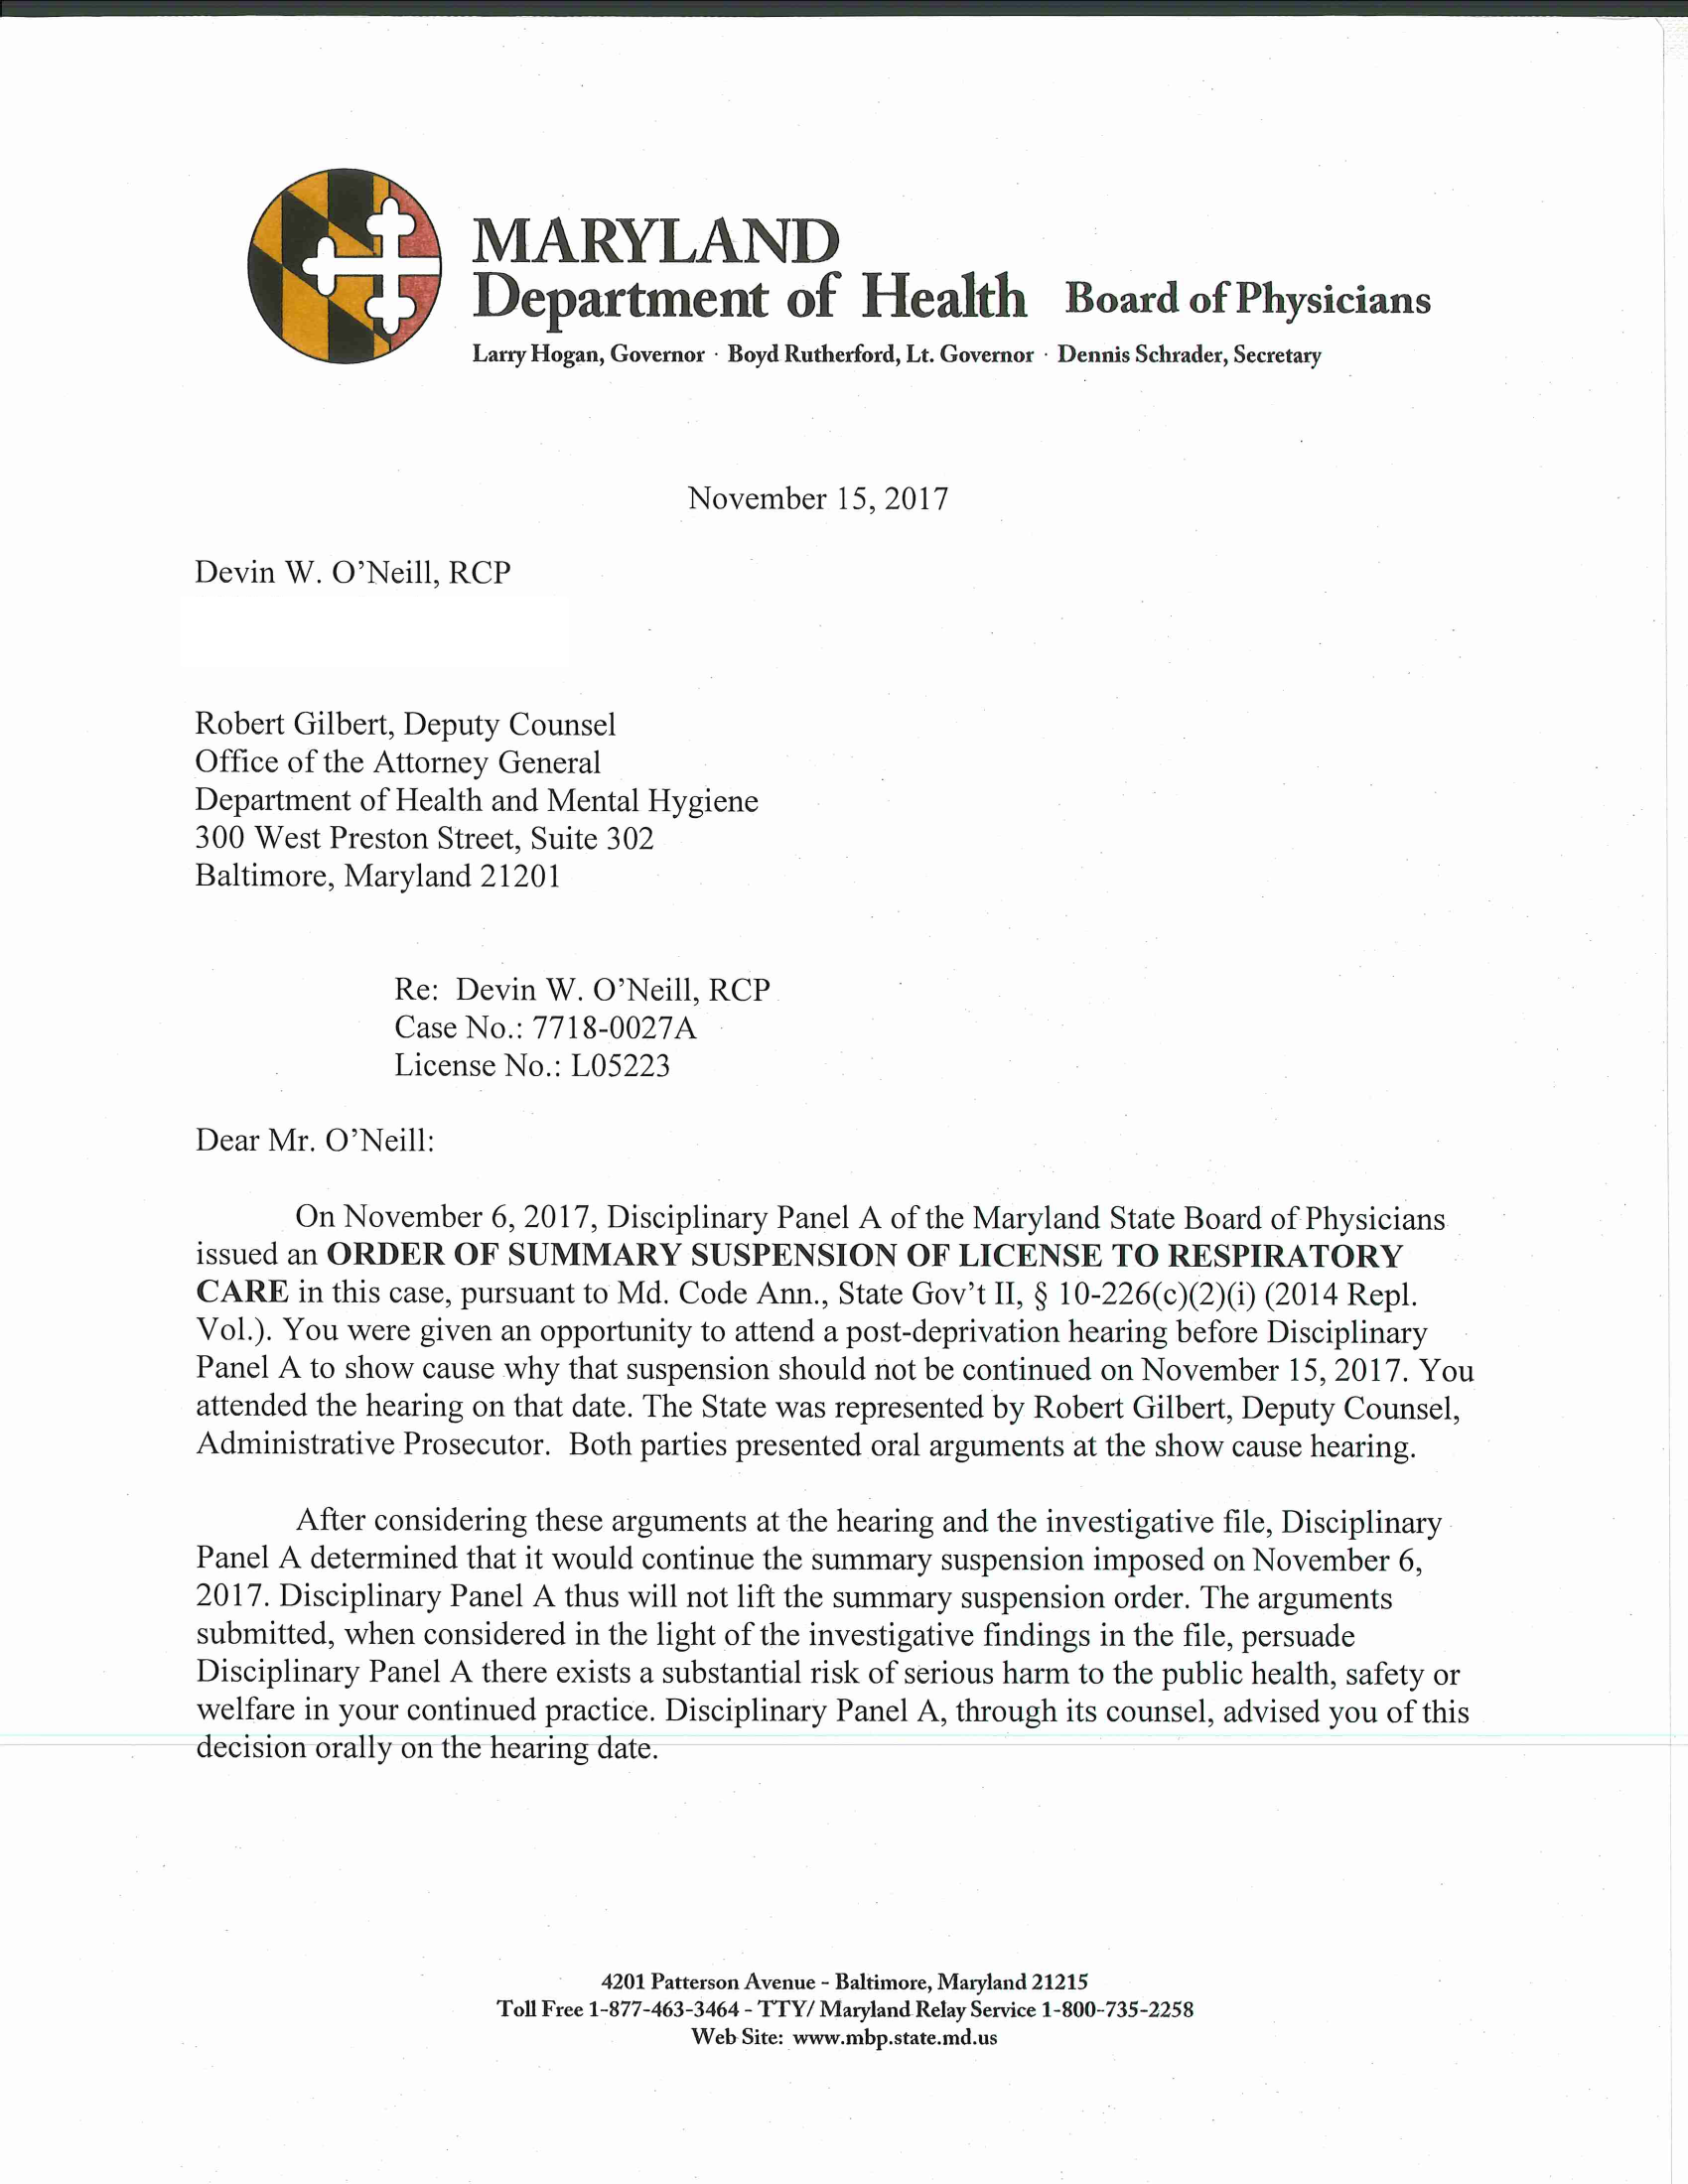 MARYLAND
Department of Health Board of Physicians
Larry Hogan, Governor · Boyd Rutherford, Lt. Governor · Dennis Schrader, Secretary
November 15, 2017
Devin W. O’Neill, RCP
Robert Gilbert, Deputy Counsel
Office of the Attorney General
Department of Health and Mental Hygiene
300 West Preston Street, Suite 302
Baltimore, Maryland 21201
Re: Devin W. O’Neill, RCP
Case No.: 7718-0027A
License No.: L05223
Dear Mr. O’Neill:
On November 6, 2017, Disciplinary Panel A of the Maryland State Board of Physicians
issued an ORDER OF SUMMARY SUSPENSION OF LICENSE TO RESPIRATORY
CARE in this case, pursuant to Md. Code Ann., State Gov’t II, § 10-226(c)(2)(i) (2014 Repl.
Vol.). You were given an opportunity to attend a post-deprivation hearing before Disciplinary
Panel A to show cause why that suspension should not be continued on November 15, 2017. You
attended the hearing on that date. The State was represented by Robert Gilbert, Deputy Counsel,
Administrative Prosecutor. Both parties presented oral arguments at the show cause hearing.
After considering these arguments at the hearing and the investigative file, Disciplinary
Panel A determined that it would continue the summary suspension imposed on November 6,
2017. Disciplinary Panel A thus will not lift the summary suspension order. The arguments
submitted, when considered in the light of the investigative findings in the file, persuade
Disciplinary Panel A there exists a substantial risk of serious harm to the public health, safety or
welfare in your continued practice. Disciplinary Panel A, through its counsel, advised you of this
decision orally on the hearing date.
4201 Patterson Avenue - Baltimore, Maryland 21215
Toll Free 1-877-463-3464 - TTY/ Maryland Relay Service 1-800-735-2258
Web Site: www.mbp.state.md.us